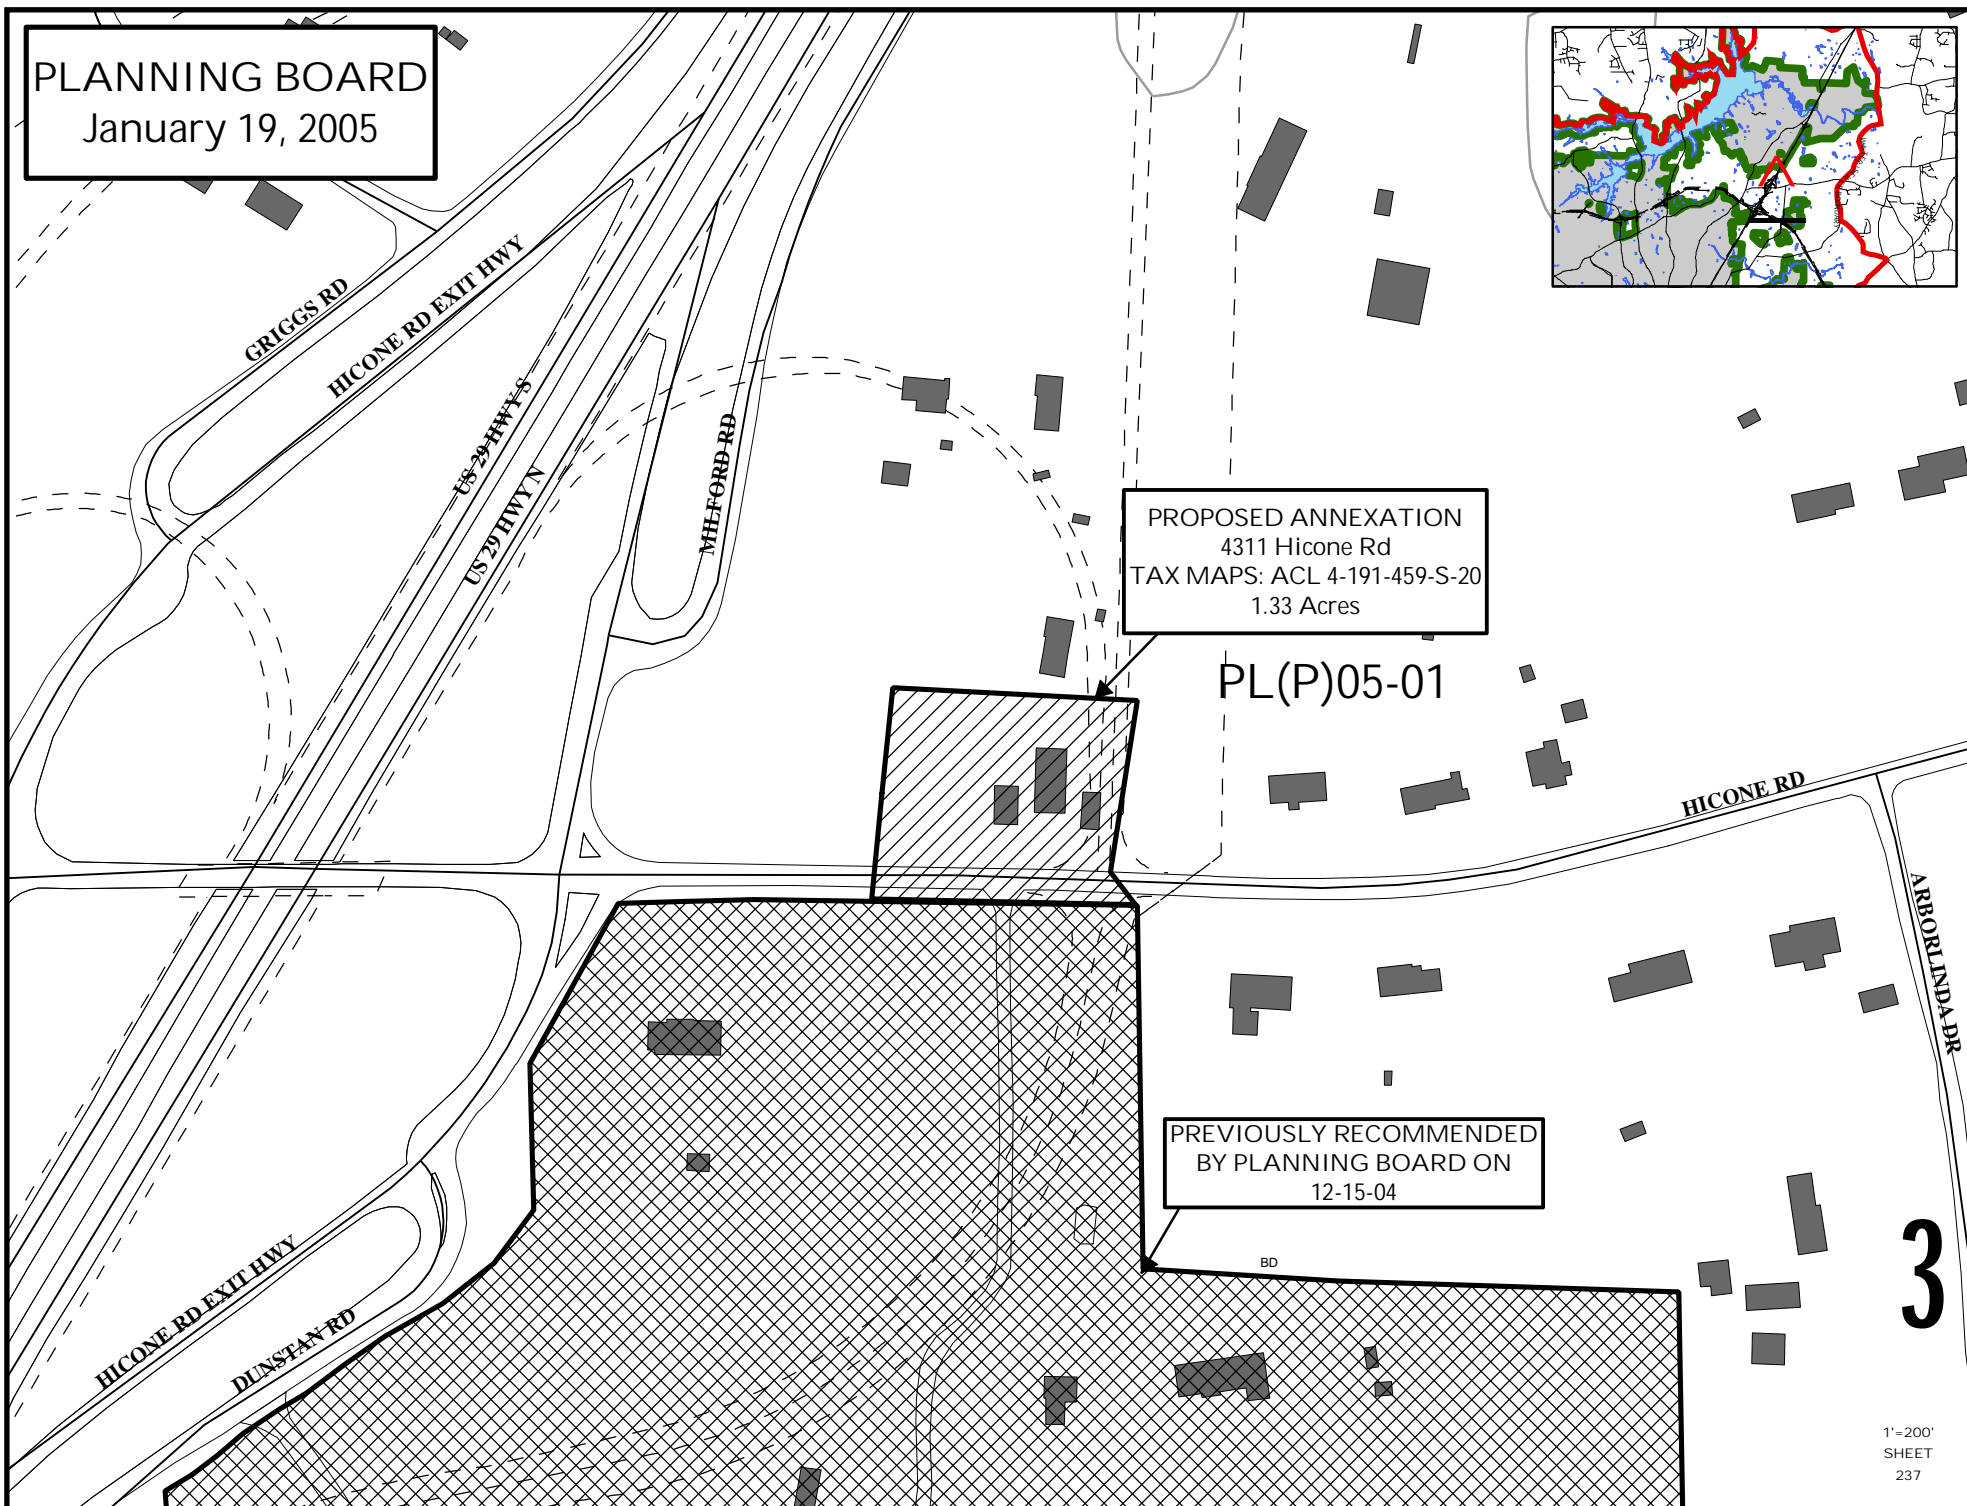 PLANNING BOARD
January 19, 2005
GRIGGS RD
HICONE RD EXIT HWY
US 29 HWY S
US 29 HWY N
MILFORD RD
PROPOSED ANNEXATION
4311 Hicone Rd
TAX MAPS: ACL 4-191-459-S-20
1.33 Acres
PL(P)05-01
HICONE RD
ARBORLINDA DR
PREVIOUSLY RECOMMENDED
BY PLANNING BOARD ON
12-15-04
BD
HICONE RD EXIT HWY
DUNSTAN RD
3
1'=200'
SHEET
237